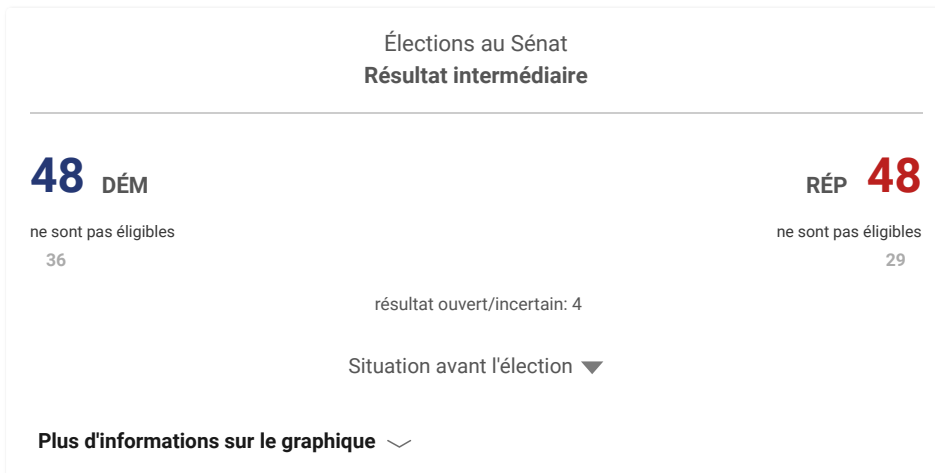 Élections au Sénat
Résultat intermédiaire
48 DÉM
RÉP 48
ne sont pas éligibles
36
ne sont pas éligibles
29
résultat ouvert/incertain: 4
Situation avant l'élection
Plus d'informations sur le graphique